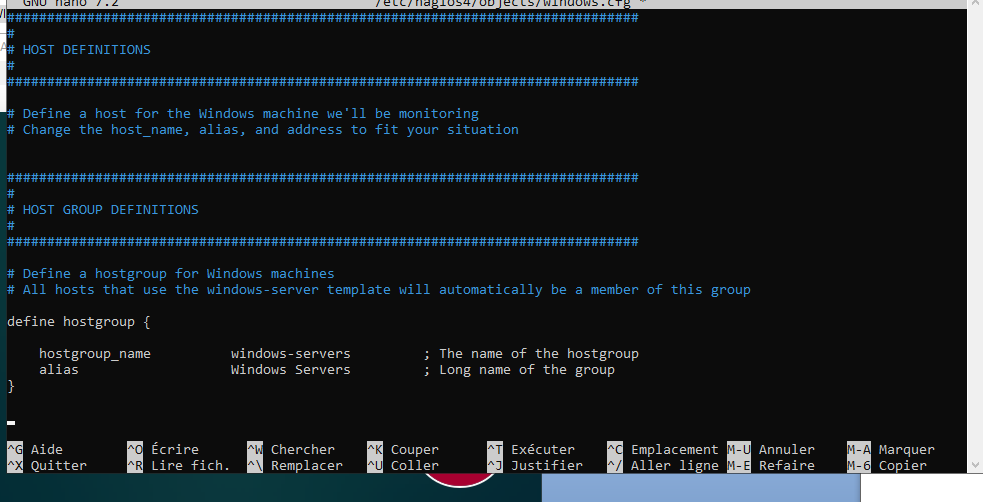 GNU nano 7.2 /etc/nagios4/objects/windows.cfg *
###############################################################################
#
# HOST DEFINITIONS
#
###############################################################################
# Define a host for the Windows machine we'll be monitoring
# Change the host_name, alias, and address to fit your situation
###############################################################################
#
# HOST GROUP DEFINITIONS
#
###############################################################################
# Define a hostgroup for Windows machines
# All hosts that use the windows-server template will automatically be a member of this group
define hostgroup {
hostgroup_name windows-servers ; The name of the hostgroup
alias Windows Servers ; Long name of the group
}
^G Aide ^O Écrire ^W Chercher ^K Couper ^T Exécuter ^C Emplacement M-U Annuler M-A Marquer
^X Quitter ^R Lire fich. ^\ Remplacer ^U Coller ^J Justifier ^/ Aller ligne M-E Refaire M-6 Copier